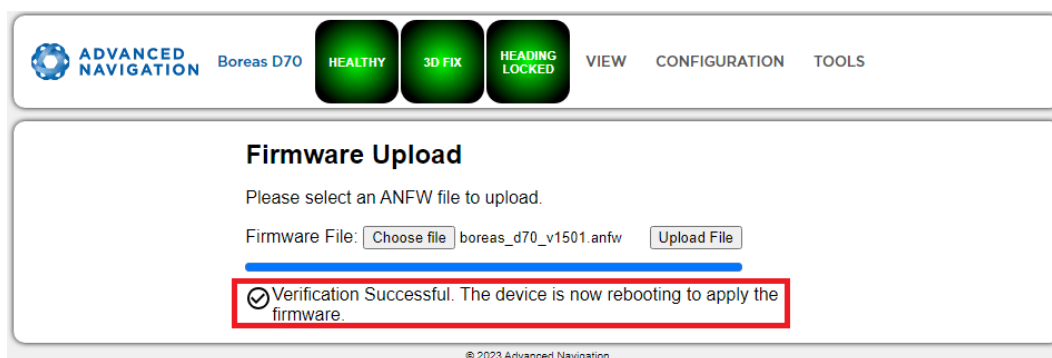 ADVANCED
NAVIGATION
Boreas D70
HEALTHY
3D FIX
HEADING
LOCKED
VIEW
CONFIGURATION
TOOLS
Firmware Upload
Please select an ANFW file to upload.
Firmware File: Choose file boreas_d70_v1501.anfw Upload File
Verification Successful. The device is now rebooting to apply the
firmware.
© 2023 Advanced Navigation